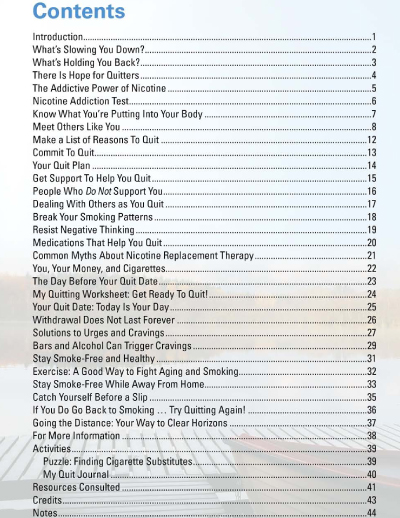 Contents
Introduction..........1
What's Slowing You Down?..........2
What's Holding You Back?..........3
There Is Hope for Quitters..........4
The Addictive Power of Nicotine..........5
Nicotine Addiction Test..........6
Know What You're Putting Into Your Body..........7
Meet Others Like You..........8
Make a List of Reasons To Quit..........12
Commit To Quit..........13
Your Quit Plan..........14
Get Support To Help You Quit..........15
People Who Do Not Support You..........16
Dealing With Others as You Quit..........17
Break Your Smoking Patterns..........18
Resist Negative Thinking..........19
Medications That Help You Quit..........20
Common Myths About Nicotine Replacement Therapy..........21
You, Your Money, and Cigarettes..........22
The Day Before Your Quit Date..........23
My Quitting Worksheet: Get Ready To Quit!..........24
Your Quit Date: Today Is Your Day..........25
Withdrawal Does Not Last Forever..........26
Solutions to Urges and Cravings..........27
Bars and Alcohol Can Trigger Cravings..........29
Stay Smoke-Free and Healthy..........31
Exercise: A Good Way to Fight Aging and Smoking..........32
Stay Smoke-Free While Away From Home..........33
Catch Yourself Before a Slip..........35
If You Do Go Back to Smoking … Try Quitting Again!..........36
Going the Distance: Your Way to Clear Horizons..........37
For More Information..........38
Activities..........39
Puzzle: Finding Cigarette Substitutes..........39
My Quit Journal..........40
Resources Consulted..........41
Credits..........43
Notes..........44